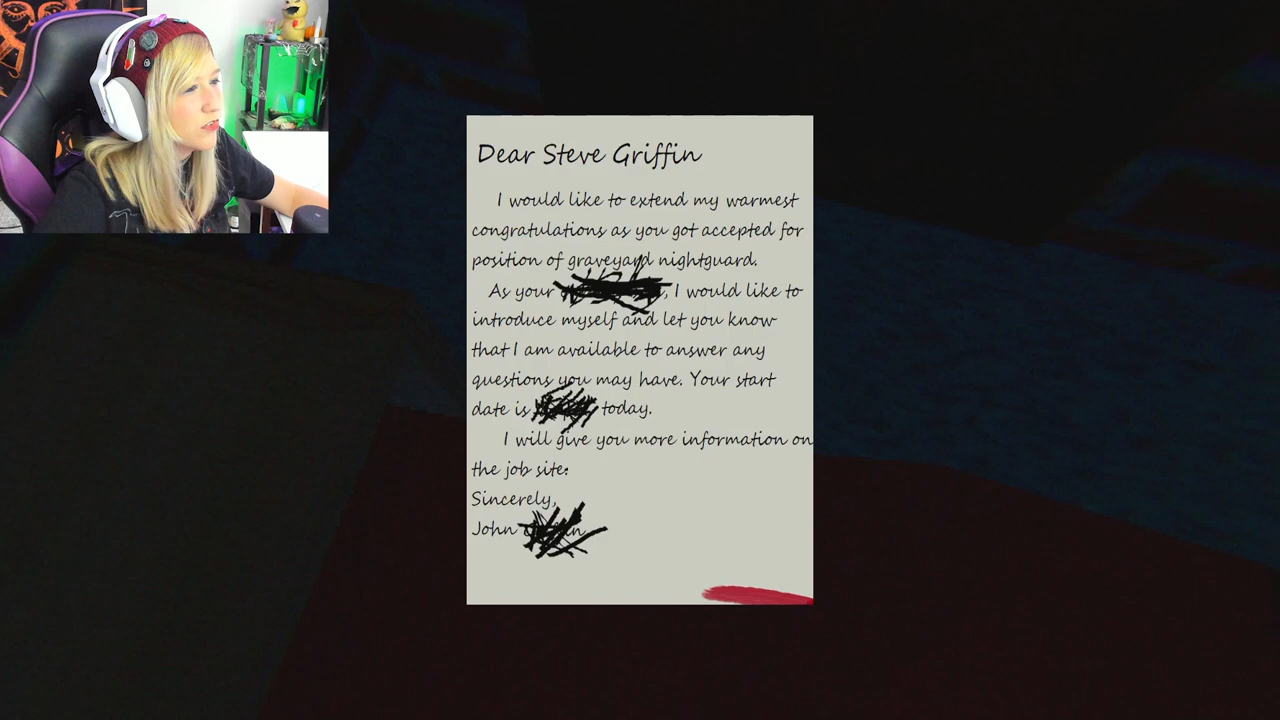 Dear Steve Griffin
I would like to extend my warmest
congratulations as you got accepted for
position of graveyard nightguard.
As your , I would like to
introduce myself and let you know
that I am available to answer any
questions you may have. Your start
date is today.
I will give you more information on
the job site.
Sincerely,
John